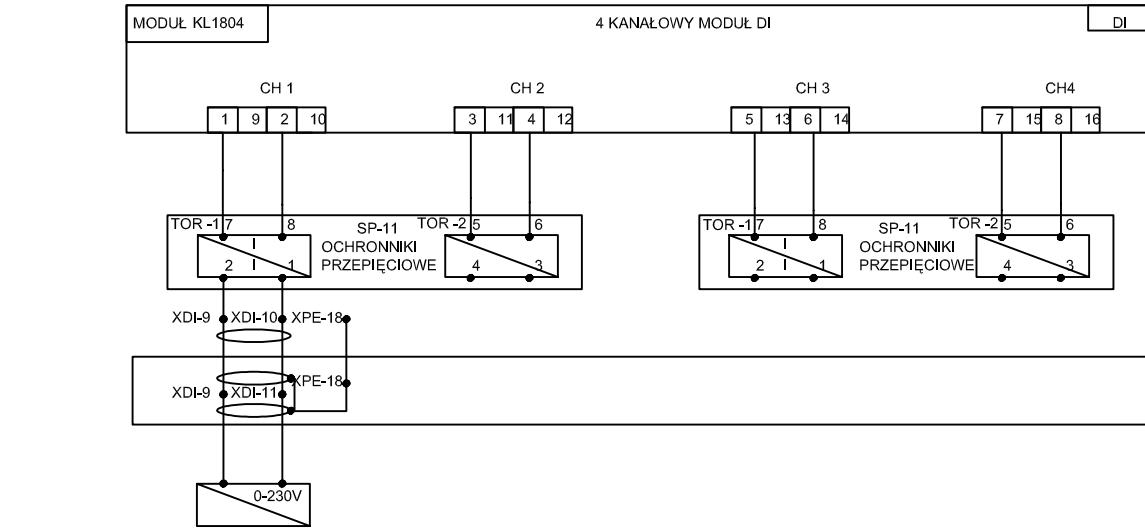 MODUŁ KL1804 4 KANAŁOWY MODUŁ DI DI
CH 1 CH 2 CH 3 CH4
1 9 2 10 3 11 4 12 5 13 6 14 7 15 8 16
TOR -1 7 8 SP-11 TOR -2 5 6 TOR -1 7 8 SP-11 TOR -2 5 6
OCHRONNIKI OCHRONNIKI
2 1 PRZEPIĘCIOWE 4 3 2 1 PRZEPIĘCIOWE 4 3
XDI-9 XDI-10 XPE-18
XPE-18
XDI-9 XDI-11
0-230V